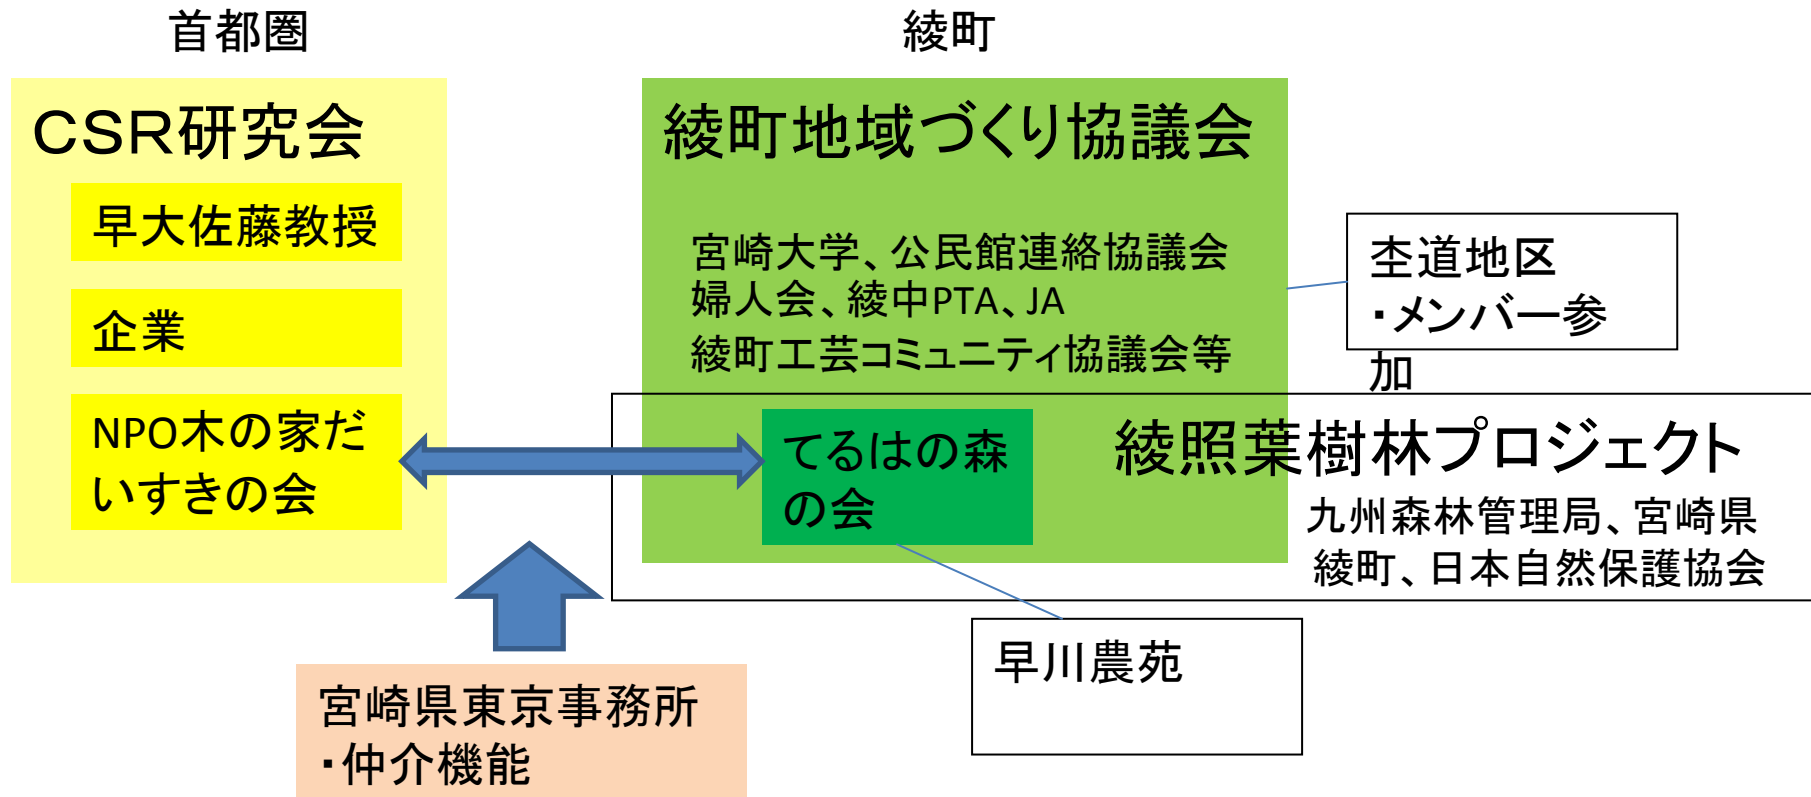 首都圏
綾町
CSR研究会
早大佐藤教授
企業
NPO木の家だ
いすきの会
綾町地域づくり協議会
宮崎大学、公民館連絡協議会
婦人会、綾中PTA、JA
綾町工芸コミュニティ協議会等
杢道地区
・メンバー参
加
てるはの森
の会
綾照葉樹林プロジェクト
九州森林管理局、宮崎県
綾町、日本自然保護協会
早川農苑
宮崎県東京事務所
・仲介機能